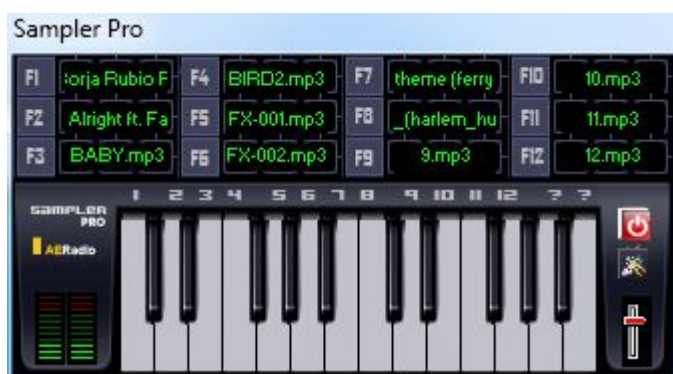 Sampler Pro
F1 :orja Rubio F F4 BIRD2.mp3 F7 theme (ferry F10 10.mp3
F2 Alright ft. Fa F5 FX-001.mp3 F8 _(harlem_hu F11 11.mp3
F3 BABY.mp3 F6 FX-002.mp3 F9 9.mp3 F12 12.mp3
1 2 3 4 5 6 7 8 9 10 11 12 ? ?
SAMPLER
PRO
AERadio